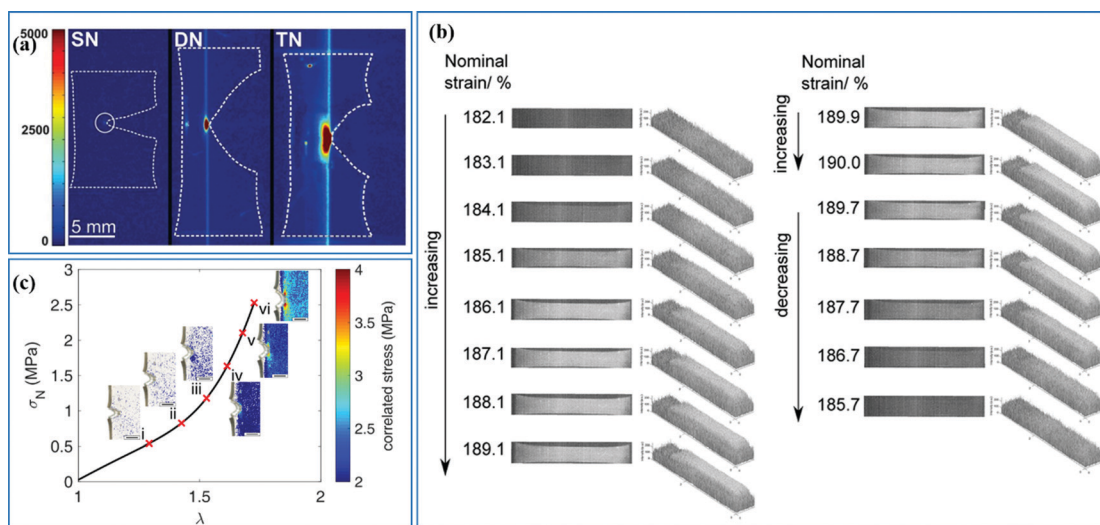 (a)
SN
DN
TN
5000
2500
0
5 mm
(b)
Nominal
strain/ %
increasing
182.1
183.1
184.1
185.1
186.1
187.1
188.1
189.1
Nominal
strain/ %
increasing
189.9
190.0
decreasing
189.7
188.7
187.7
186.7
185.7
(c)
σN (MPa)
3
2.5
2
1.5
1
0.5
0
1
1.5
2
λ
i
ii
iii
iv
v
vi
4
3.5
3
2.5
2
correlated stress (MPa)